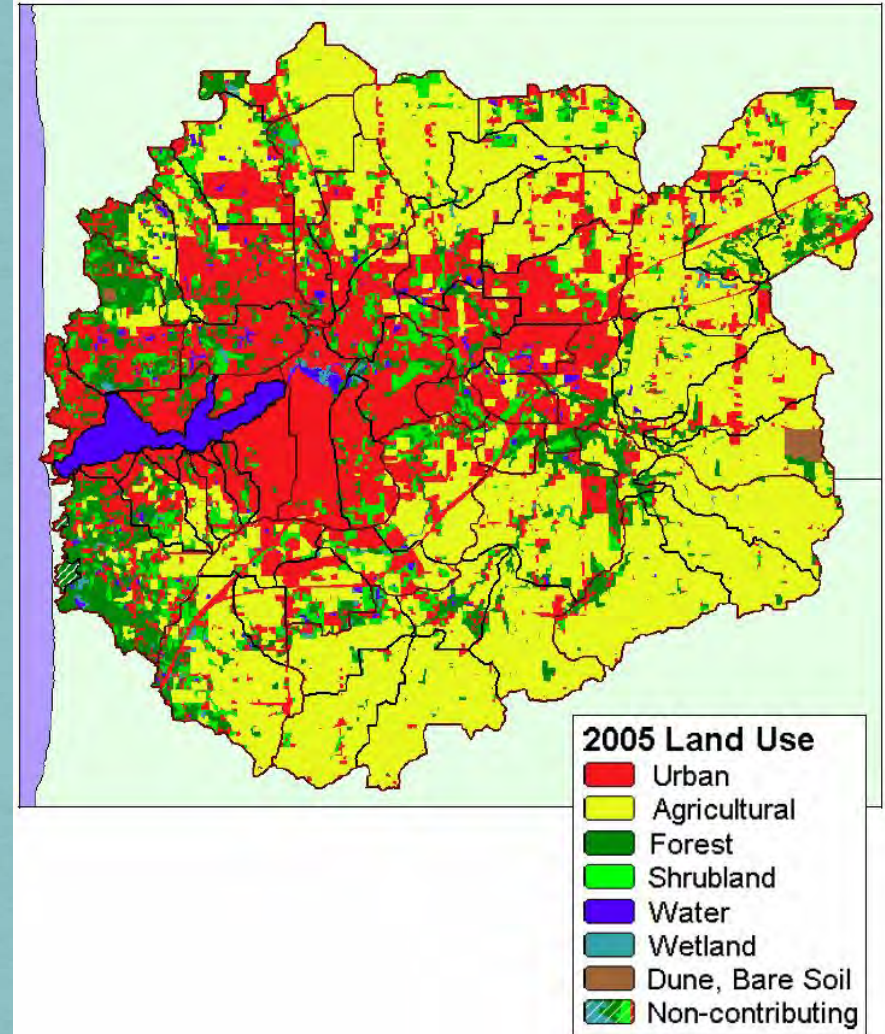 2005 Land Use
Urban
Agricultural
Forest
Shrubland
Water
Wetland
Dune, Bare Soil
Non-contributing